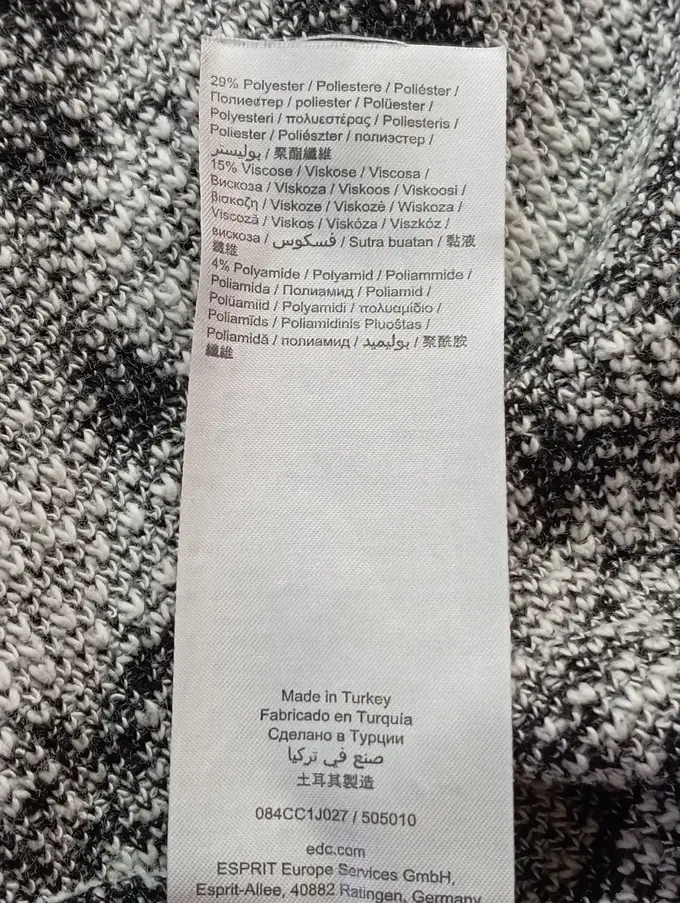 29% Polyester / Poliestere / Poliéster /
Полиестер / poliester / Polüester /
Polyesteri / πολυεστέρας / Poliesteris /
Poliester / Poliészter / полиэстер /
بوليستر / 聚酯纖維
15% Viscose / Viskose / Viscosa /
Вискоза / Viskoza / Viskoos / Viskoosi /
βισκοζη / Viskoze / Viskozė / Wiskoza /
Viscoză / Viskos / Viskóza / Viszkóz /
вискоза / فسكوس / Sutra buatan / 黏液
纖維
4% Polyamide / Polyamid / Poliammide /
Poliamida / Полиамид / Poliamid /
Polüamiid / Polyamidi / πολυαμίδιο /
Poliamīds / Poliamidinis Pluoštas /
Poliamidă / полиамид / بوليميد / 聚酰胺
纖維
Made in Turkey
Fabricado en Turquía
Сделано в Турции
صنع في تركيا
土耳其製造
084CC1J027 / 505010
edc.com
ESPRIT Europe Services GmbH,
Esprit-Allee, 40882 Ratingen, Germany